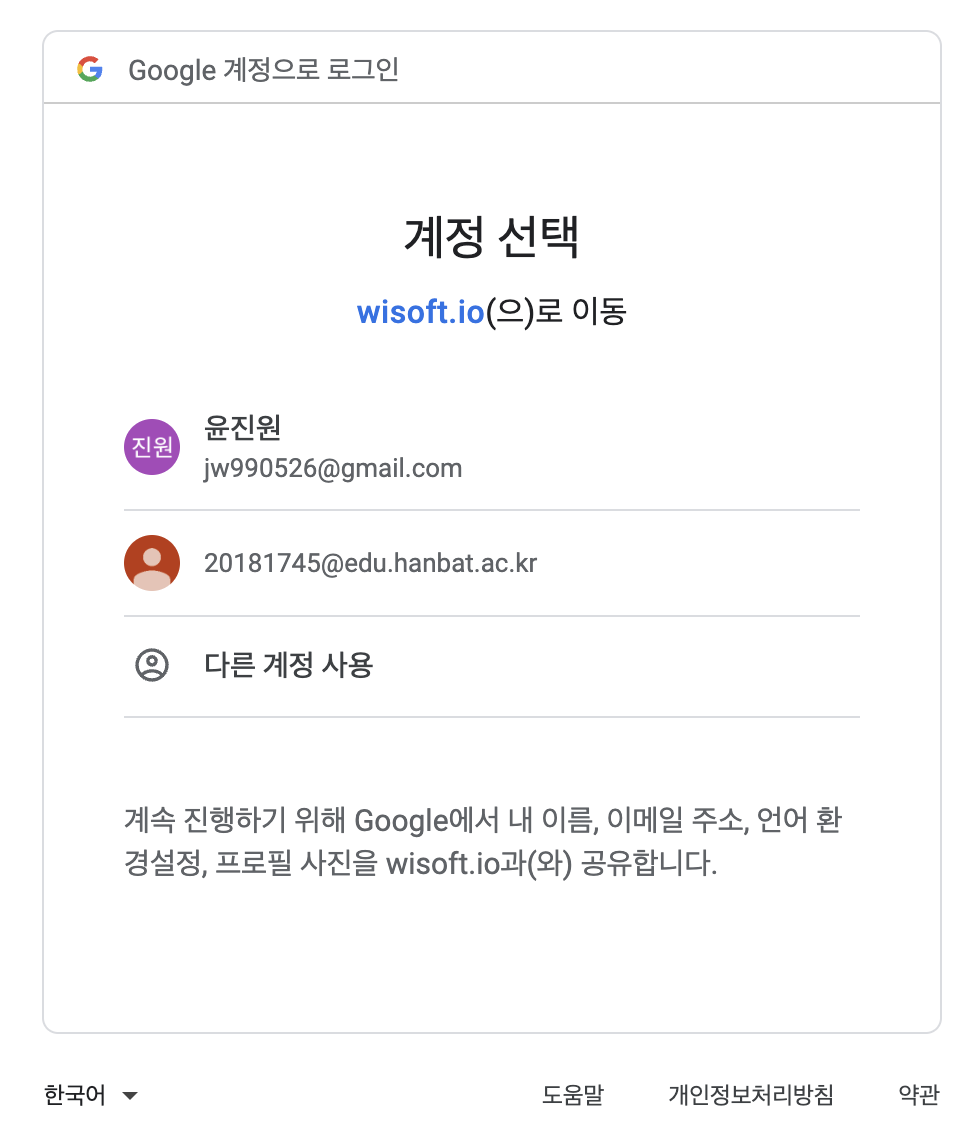 Google 계정으로 로그인
계정 선택
wisoft.io(으)로 이동
진원
윤진원
jw990526@gmail.com
20181745@edu.hanbat.ac.kr
다른 계정 사용
계속 진행하기 위해 Google에서 내 이름, 이메일 주소, 언어 환
경설정, 프로필 사진을 wisoft.io과(와) 공유합니다.
한국어 도움말 개인정보처리방침 약관